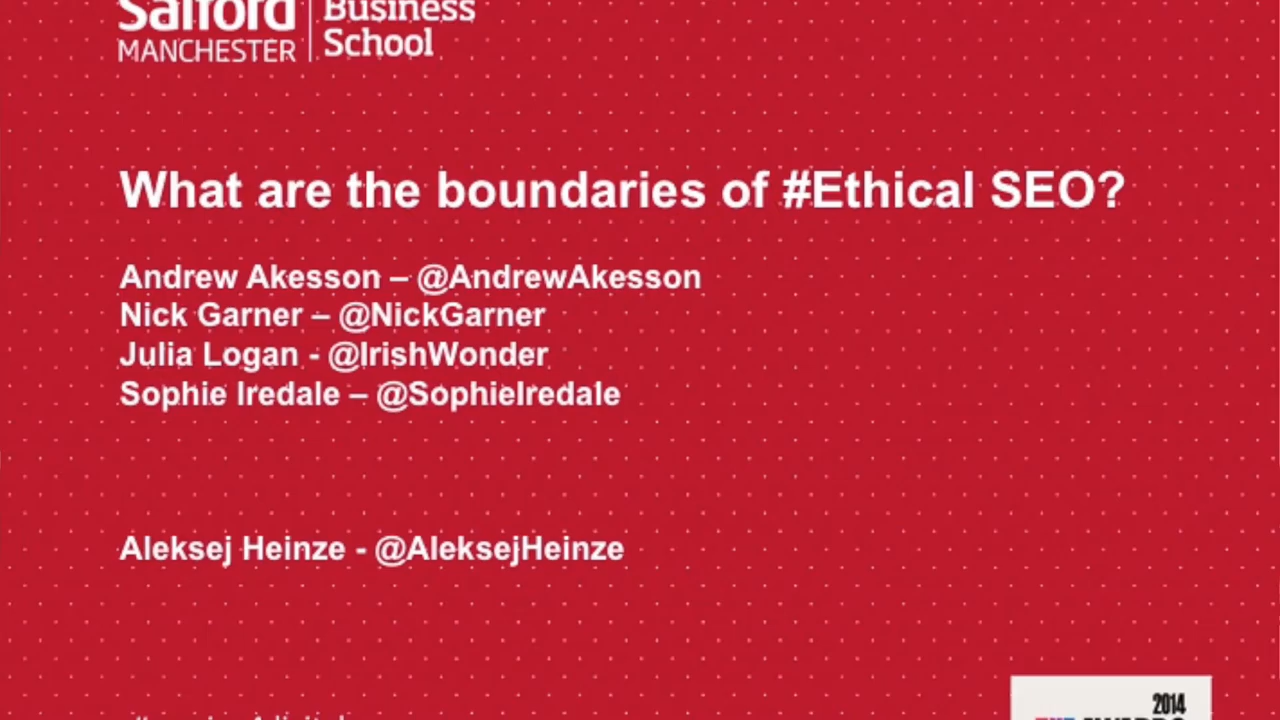 Salford Business
MANCHESTER School
What are the boundaries of #Ethical SEO?
Andrew Akesson – @AndrewAkesson
Nick Garner – @NickGarner
Julia Logan - @IrishWonder
Sophie Iredale – @SophieIredale
Aleksej Heinze - @AleksejHeinze
2014